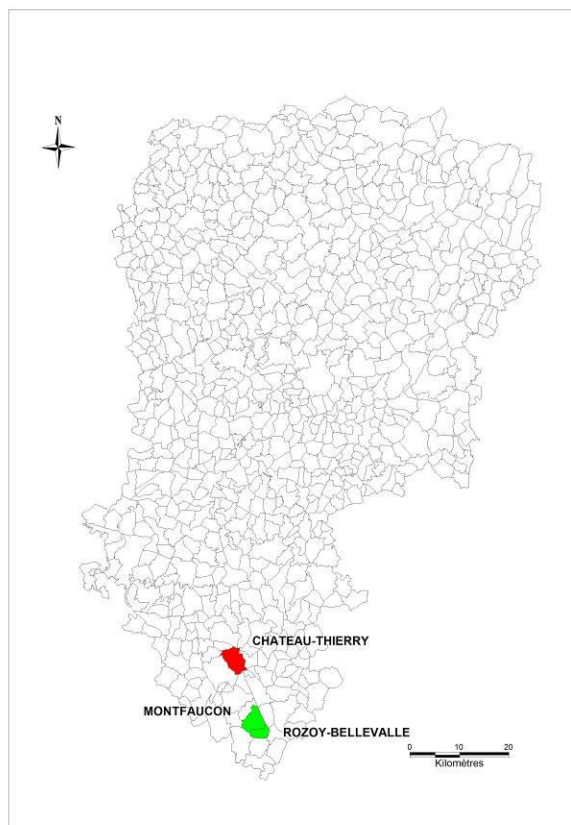 N
CHATEAU-THIERRY
MONTFAUCON
ROZOY-BELLEVALLE
0 10 20
Kilomètres